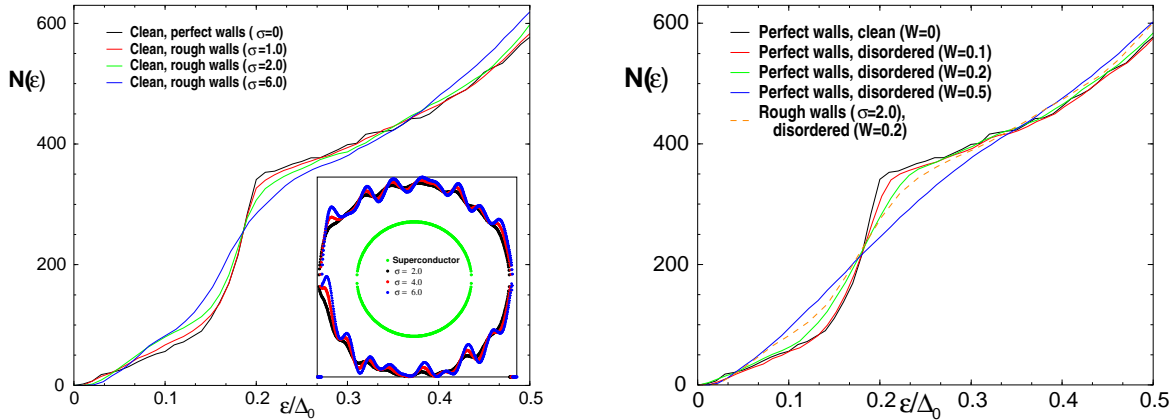 600
400
200
0
N(ε)
Clean, perfect walls ( σ=0)
Clean, rough walls (σ=1.0)
Clean, rough walls (σ=2.0)
Clean, rough walls (σ=6.0)
Superconductor
σ = 2.0
σ = 4.0
σ = 6.0
0 0.1 0.2 0.3 0.4 0.5
ε/Δ0
600
400
200
0
N(ε)
Perfect walls, clean (W=0)
Perfect walls, disordered (W=0.1)
Perfect walls, disordered (W=0.2)
Perfect walls, disordered (W=0.5)
Rough walls (σ=2.0),
disordered (W=0.2)
0 0.1 0.2 0.3 0.4 0.5
ε/Δ0